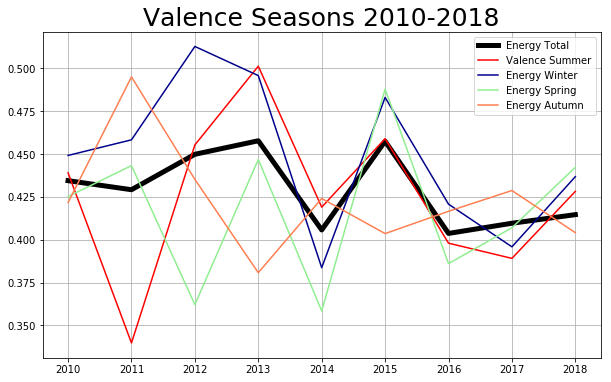 Valence Seasons 2010-2018
Energy Total
Valence Summer
Energy Winter
Energy Spring
Energy Autumn
0.500
0.475
0.450
0.425
0.400
0.375
0.350
2010 2011 2012 2013 2014 2015 2016 2017 2018